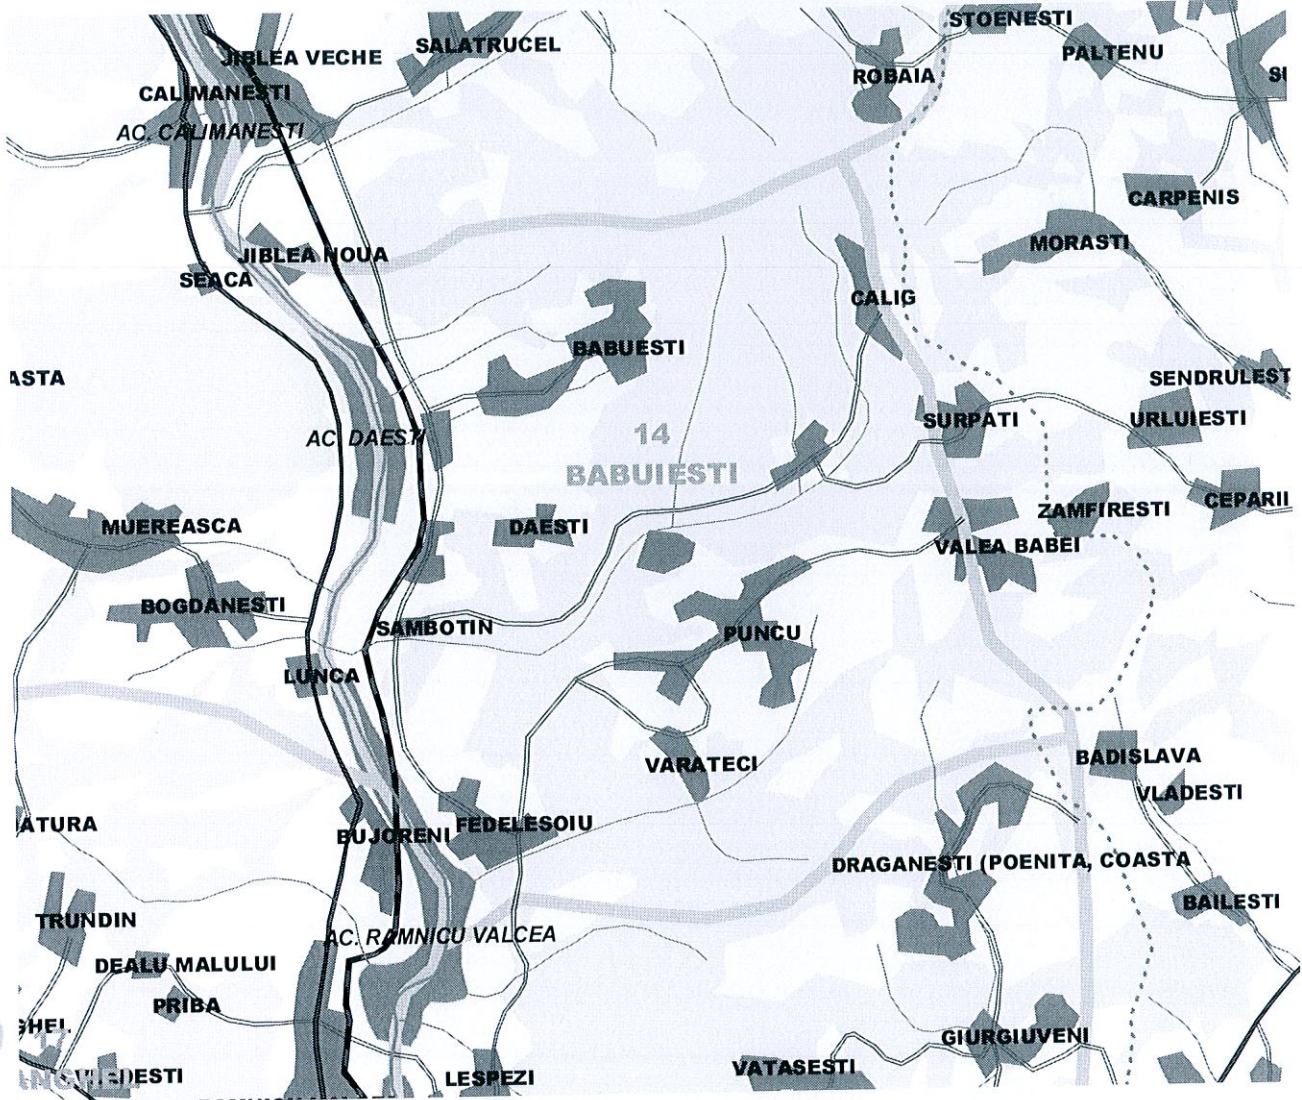 STOENESTI
SALATRUCEL
PALTENU
JIBLEA VECHE
ROBAIA
CALIMANESTI
AC. CALIMANESTI
CARPENIS
MORASTI
JIBLEA NOUA
SEACA
CALIG
BABUESTI
ASTA
SENDRULEST
SURPATI
URLUIESTI
AC. DAESTI
14
BABUIESTI
CEPARII
ZAMFIRESTI
MUEREASCA
DAESTI
VALEA BABEI
BOGDANESTI
SAMBOTIN
PUNCU
LUNCA
BADISLAVA
VARATECI
VLADESTI
ATURA
BUJORENI
FEDELESOIU
DRAGANESTI (POENITA, COASTA
BAILESTI
TRUNDIN
AC. RAMNICU VALCEA
DEALU MALULUI
PRIBA
GHEL
17
GIURGIUVENI
VATASESTI
LESPEZI